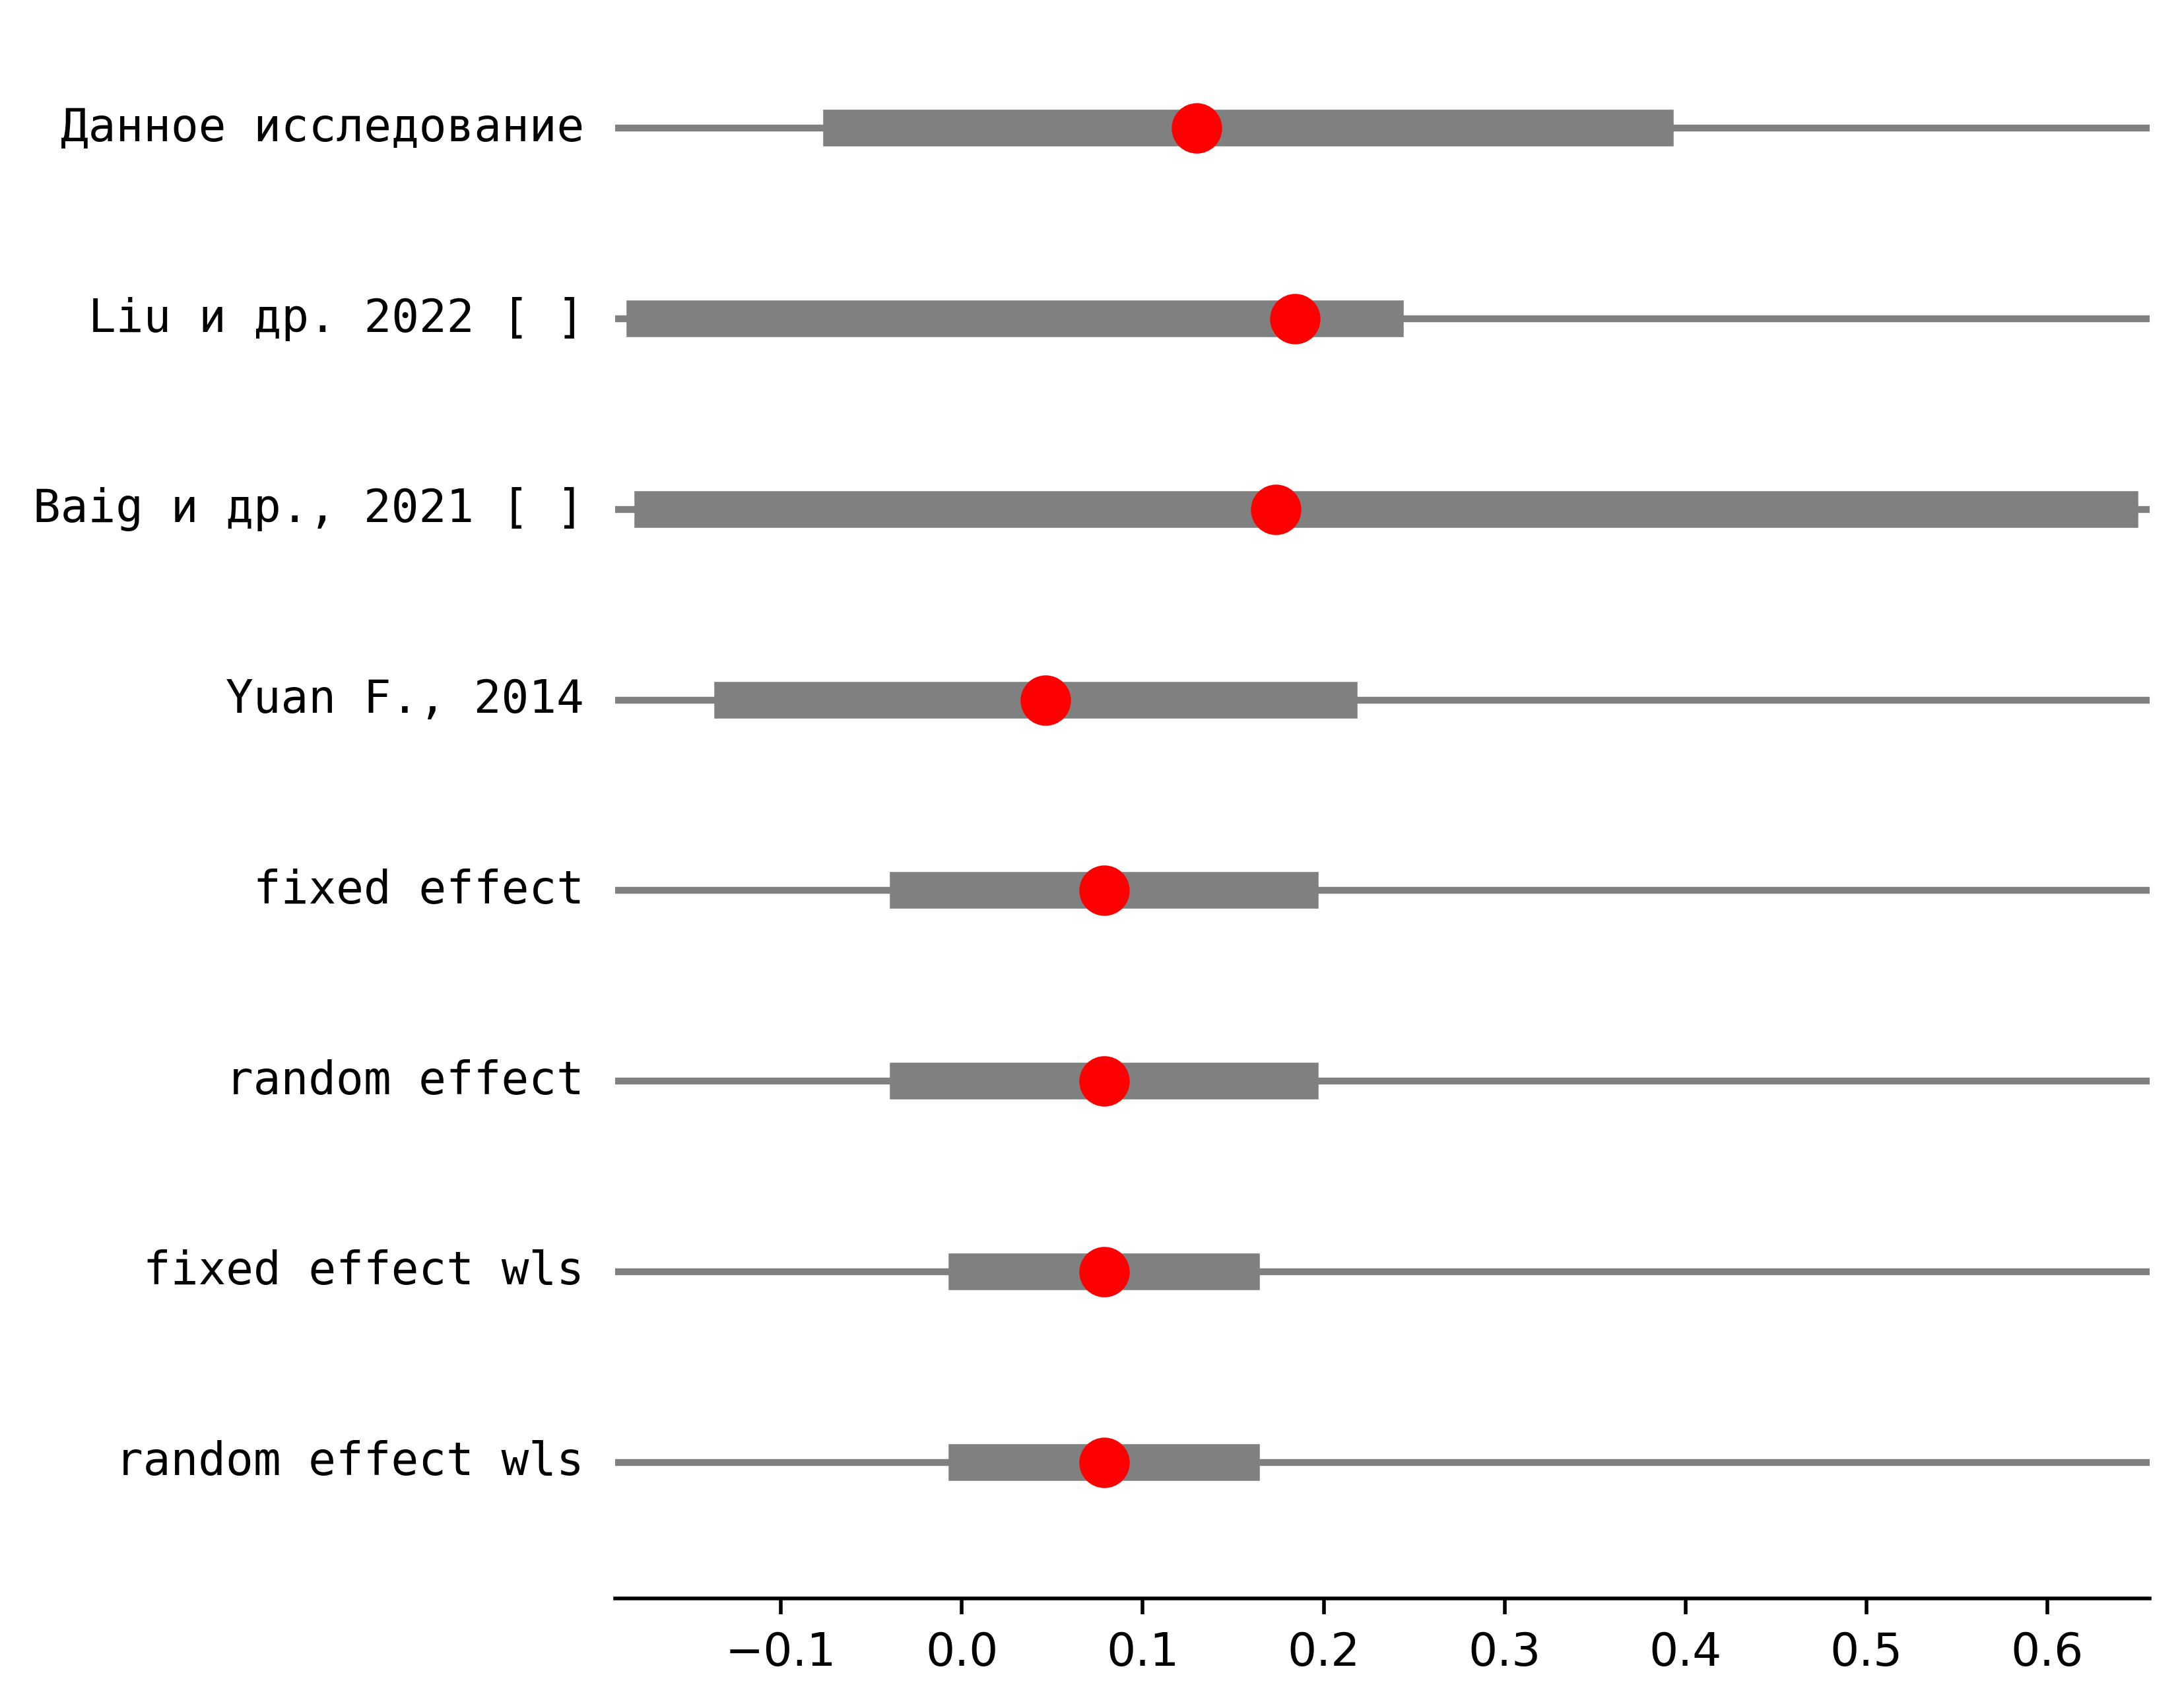 Данное исследование
Liu и др. 2022 [ ]
Baig и др., 2021 [ ]
Yuan F., 2014
fixed effect
random effect
fixed effect wls
random effect wls
−0.1 0.0 0.1 0.2 0.3 0.4 0.5 0.6